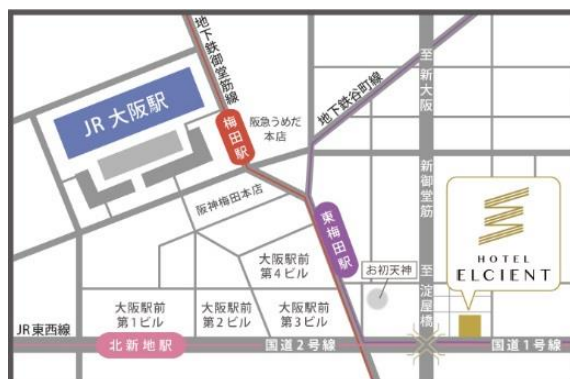 地下鉄御堂筋線
JR 大阪駅
梅田駅
阪急うめだ
本店
地下鉄谷町線
至新大阪
新御堂筋
阪神梅田本店
東梅田駅
お初天神
至淀屋橋
HOTEL
ELCIENT
大阪駅前
第4ビル
大阪駅前
第1ビル
大阪駅前
第2ビル
大阪駅前
第3ビル
JR東西線
北新地駅
国道2号線
国道1号線